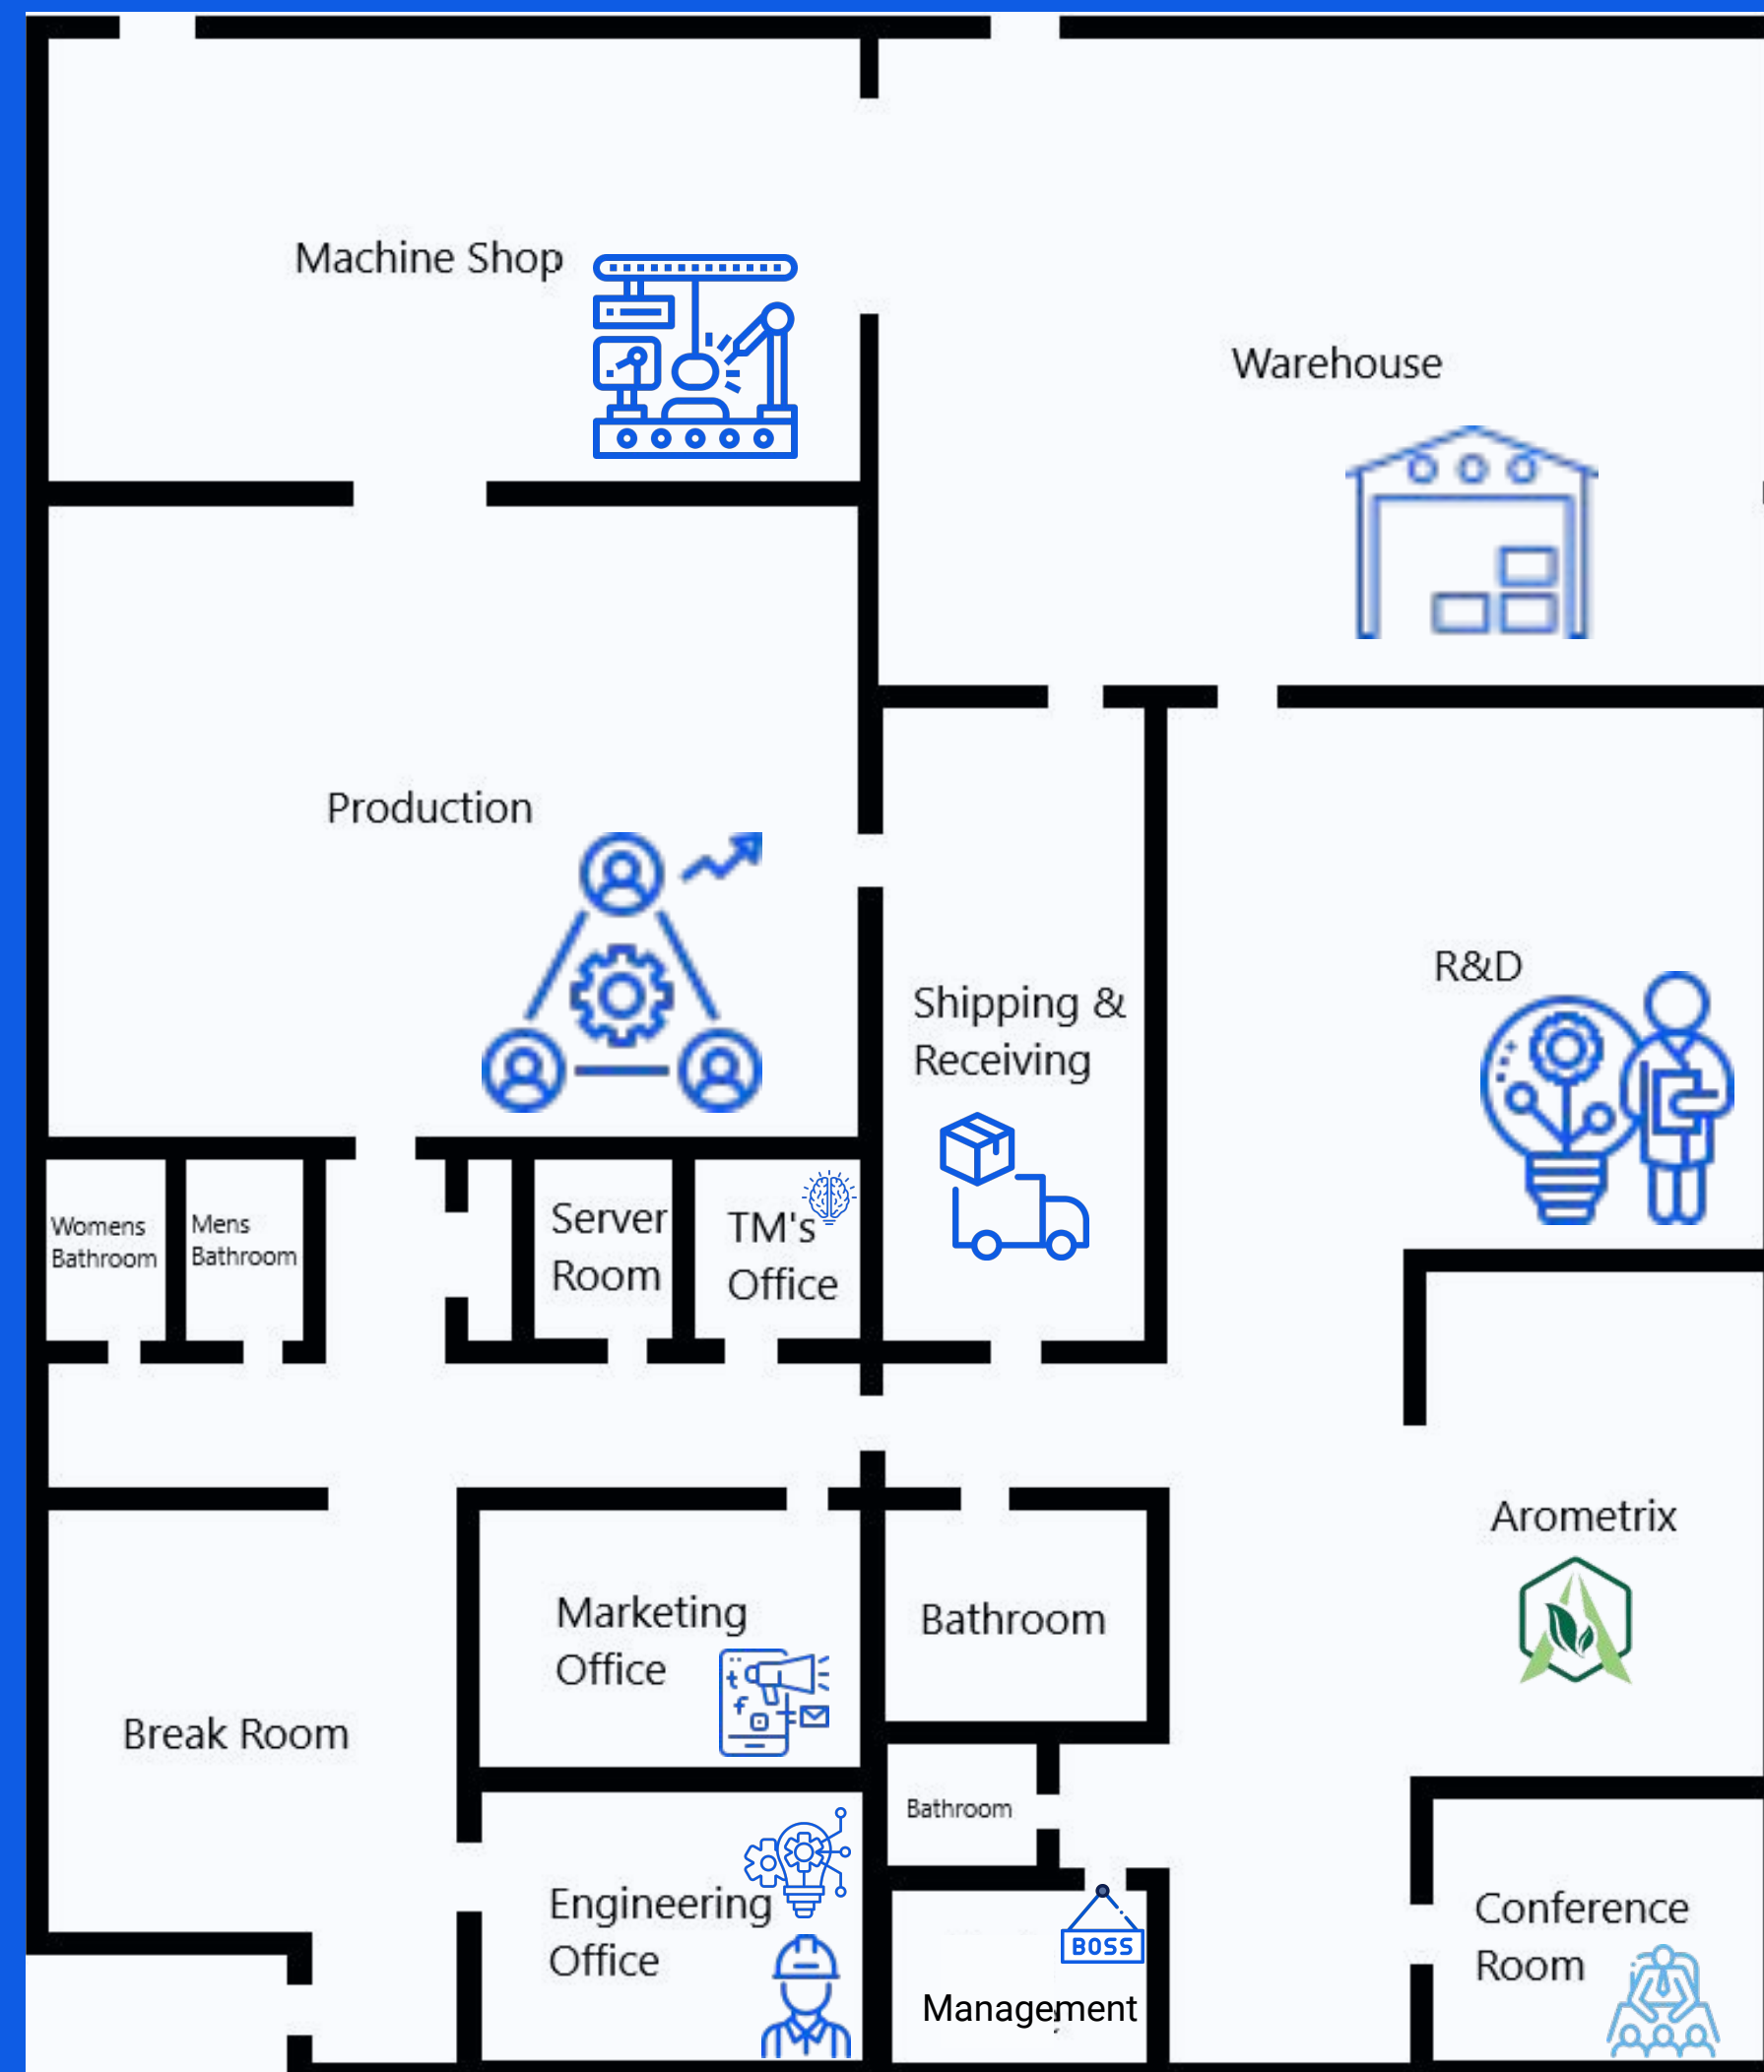 Machine Shop
Warehouse
Production
R&D
Shipping &
Receiving
Womens
Bathroom
Mens
Bathroom
Server
Room
TM's
Office
Arometrix
Marketing
Office
Bathroom
t
f
Break Room
Bathroom
Engineering
Office
BOSS
Management
Conference
Room